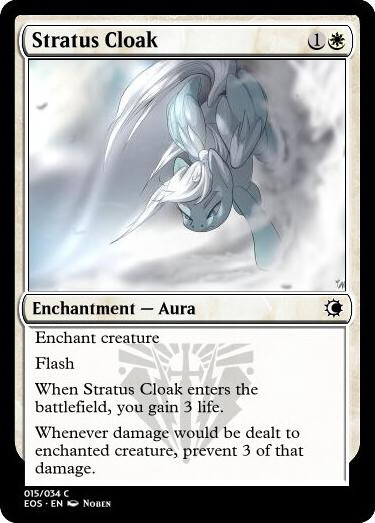 Stratus Cloak 1
Enchantment — Aura
Enchant creature
Flash
When Stratus Cloak enters the
battlefield, you gain 3 life.
Whenever damage would be dealt to
enchanted creature, prevent 3 of that
damage.
015/034 C
EOS • EN NOBEN